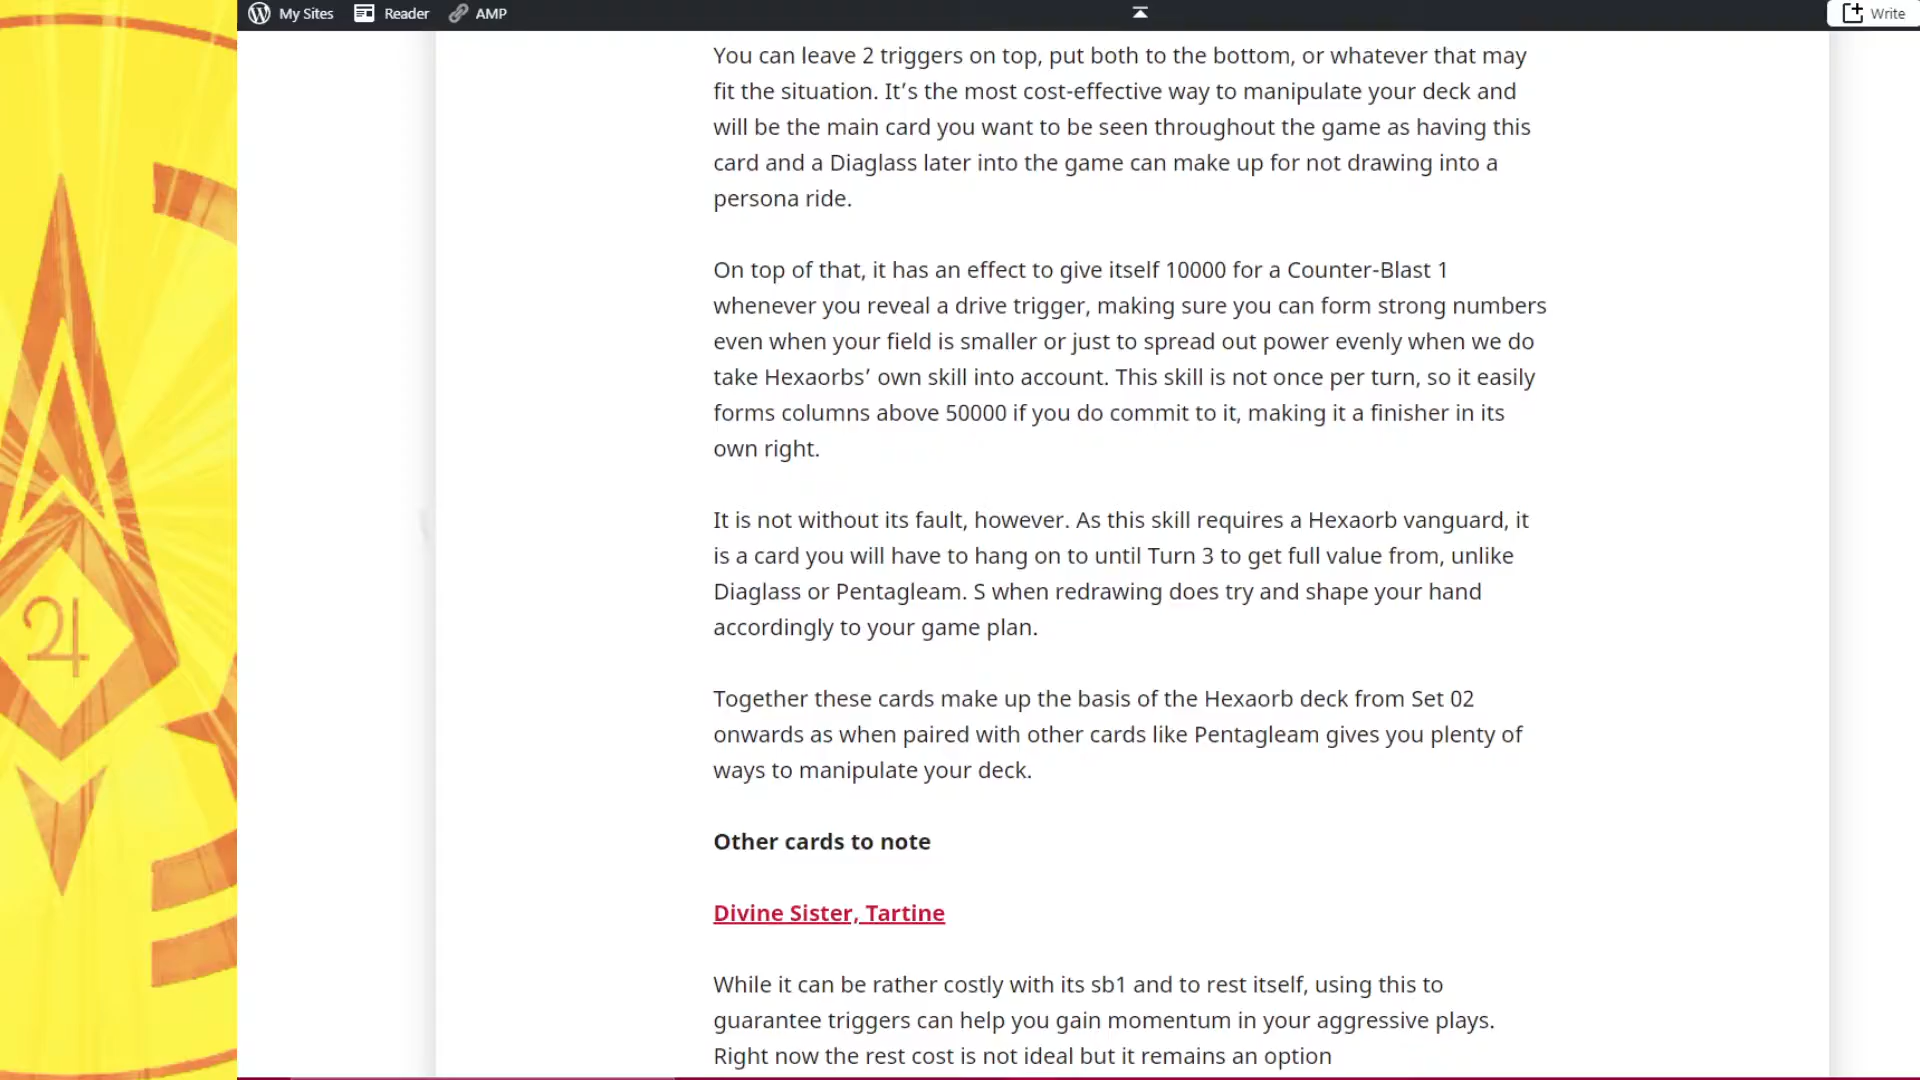 My Sites Reader AMP Write
You can leave 2 triggers on top, put both to the bottom, or whatever that may
fit the situation. It’s the most cost-effective way to manipulate your deck and
will be the main card you want to be seen throughout the game as having this
card and a Diaglass later into the game can make up for not drawing into a
persona ride.
On top of that, it has an effect to give itself 10000 for a Counter-Blast 1
whenever you reveal a drive trigger, making sure you can form strong numbers
even when your field is smaller or just to spread out power evenly when we do
take Hexaorbs’ own skill into account. This skill is not once per turn, so it easily
forms columns above 50000 if you do commit to it, making it a finisher in its
own right.
It is not without its fault, however. As this skill requires a Hexaorb vanguard, it
is a card you will have to hang on to until Turn 3 to get full value from, unlike
Diaglass or Pentagleam. S when redrawing does try and shape your hand
accordingly to your game plan.
Together these cards make up the basis of the Hexaorb deck from Set 02
onwards as when paired with other cards like Pentagleam gives you plenty of
ways to manipulate your deck.
Other cards to note
Divine Sister, Tartine
While it can be rather costly with its sb1 and to rest itself, using this to
guarantee triggers can help you gain momentum in your aggressive plays.
Right now the rest cost is not ideal but it remains an option